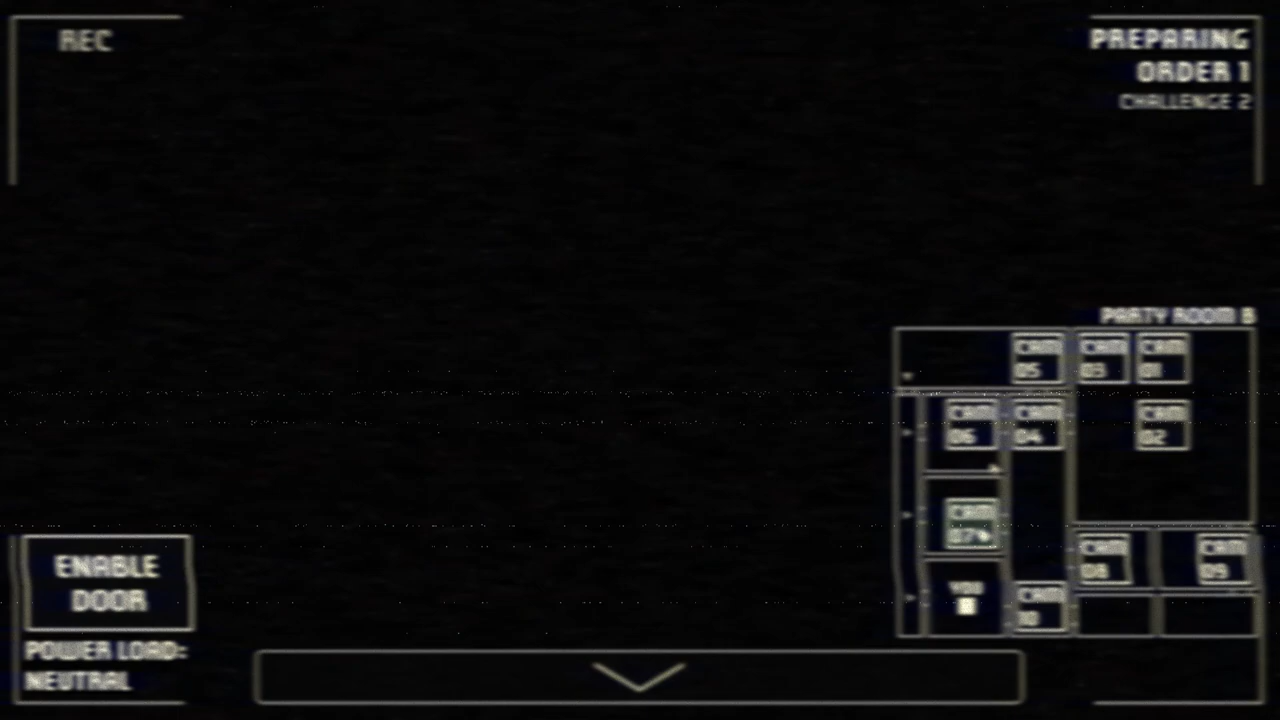 REC
PREPARING
ORDER 1
CHALLENGE 2
PARTY ROOM B
CAM 05
CAM 03
CAM 01
CAM 06
CAM 04
CAM 02
CAM 07
CAM 08
CAM 09
YOU
CAM 10
ENABLE
DOOR
POWER LOAD:
NEUTRAL